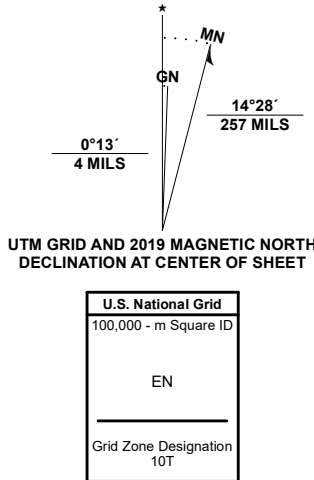 ★
MN
GN
14°28´
257 MILS
0°13´
4 MILS
UTM GRID AND 2019 MAGNETIC NORTH
DECLINATION AT CENTER OF SHEET
U.S. National Grid
100,000 - m Square ID
EN
Grid Zone Designation
10T